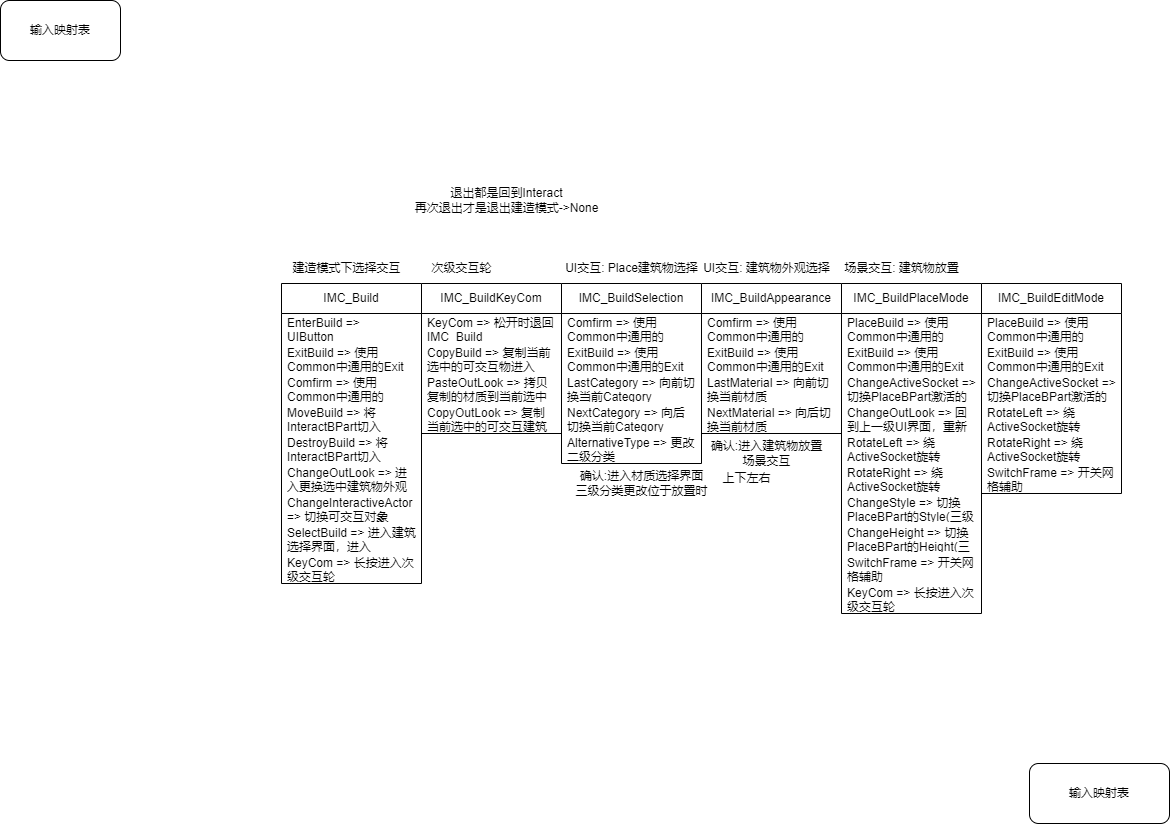 输入映射表
退出都是回到Interact
再次退出才是退出建造模式->None
建造模式下选择交互
次级交互轮
UI交互: Place建筑物选择
UI交互: 建筑物外观选择
场景交互: 建筑物放置
IMC_Build
EnterBuild =>
UIButton
ExitBuild => 使用
Common中通用的Exit
Comfirm => 使用
Common中通用的
MoveBuild => 将
InteractBPart切入
DestroyBuild => 将
InteractBPart切入
ChangeOutLook => 进
入更换选中建筑物外观
ChangeInteractiveActor
=> 切换可交互对象
SelectBuild => 进入建筑
选择界面，进入
KeyCom => 长按进入次
级交互轮
IMC_BuildKeyCom
KeyCom => 松开时退回
IMC_Build
CopyBuild => 复制当前
选中的可交互物进入
PasteOutLook => 拷贝
复制的材质到当前选中
CopyOutLook => 复制
当前选中的可交互建筑
IMC_BuildSelection
Comfirm => 使用
Common中通用的
ExitBuild => 使用
Common中通用的Exit
LastCategory => 向前切
换当前Category
NextCategory => 向后
切换当前Category
AlternativeType => 更改
二级分类
确认:进入材质选择界面
三级分类更改位于放置时
IMC_BuildAppearance
Comfirm => 使用
Common中通用的
ExitBuild => 使用
Common中通用的Exit
LastMaterial => 向前切
换当前材质
NextMaterial => 向后切
换当前材质
确认:进入建筑物放置
场景交互
上下左右
IMC_BuildPlaceMode
PlaceBuild => 使用
Common中通用的
ExitBuild => 使用
Common中通用的Exit
ChangeActiveSocket =>
切换PlaceBPart激活的
ChangeOutLook => 回
到上一级UI界面，重新
RotateLeft => 绕
ActiveSocket旋转
RotateRight => 绕
ActiveSocket旋转
ChangeStyle => 切换
PlaceBPart的Style(三级
ChangeHeight => 切换
PlaceBPart的Height(三
SwitchFrame => 开关网
格辅助
KeyCom => 长按进入次
级交互轮
IMC_BuildEditMode
PlaceBuild => 使用
Common中通用的
ExitBuild => 使用
Common中通用的Exit
ChangeActiveSocket =>
切换PlaceBPart激活的
RotateLeft => 绕
ActiveSocket旋转
RotateRight => 绕
ActiveSocket旋转
SwitchFrame => 开关网
格辅助
输入映射表